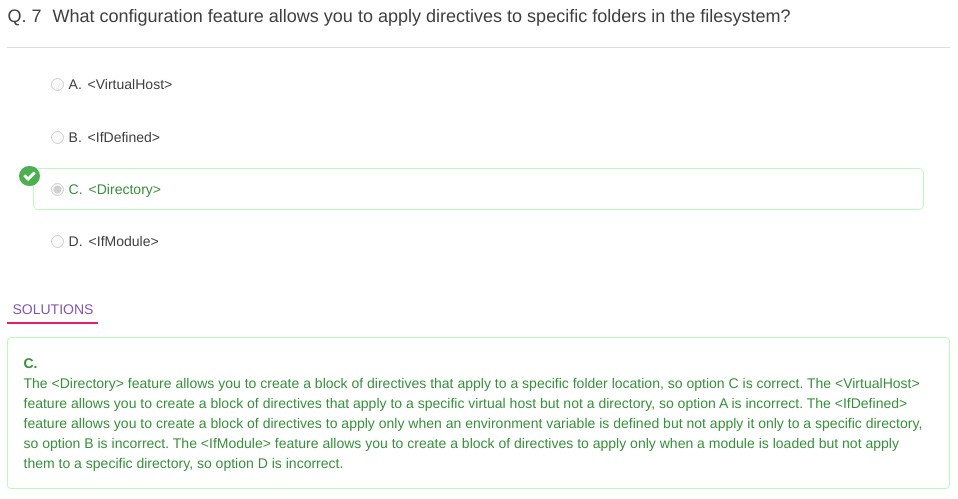 Q. 7 What configuration feature allows you to apply directives to specific folders in the filesystem?
A. <VirtualHost>
B. <IfDefined>
C. <Directory>
D. <IfModule>
SOLUTIONS
C.
The <Directory> feature allows you to create a block of directives that apply to a specific folder location, so option C is correct. The <VirtualHost>
feature allows you to create a block of directives that apply to a specific virtual host but not a directory, so option A is incorrect. The <IfDefined>
feature allows you to create a block of directives to apply only when an environment variable is defined but not apply it only to a specific directory,
so option B is incorrect. The <IfModule> feature allows you to create a block of directives to apply only when a module is loaded but not apply
them to a specific directory, so option D is incorrect.